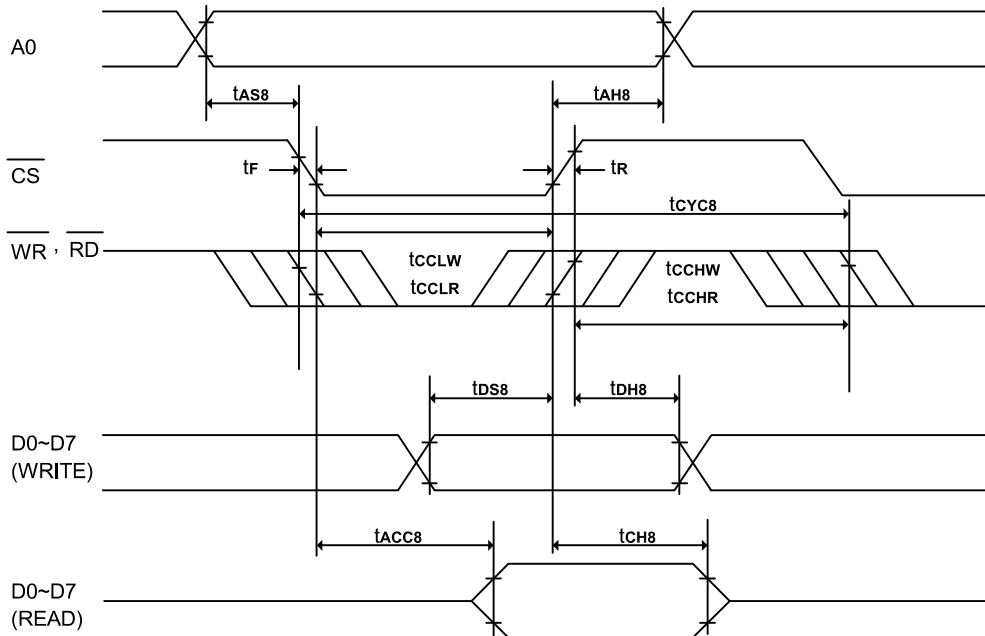 A0
tAS8
tAH8
CS
tF
tR
tCYC8
WR, RD
tCCLW
tCCLR
tCCHW
tCCHR
tDS8
tDH8
D0~D7
(WRITE)
tACC8
tCH8
D0~D7
(READ)